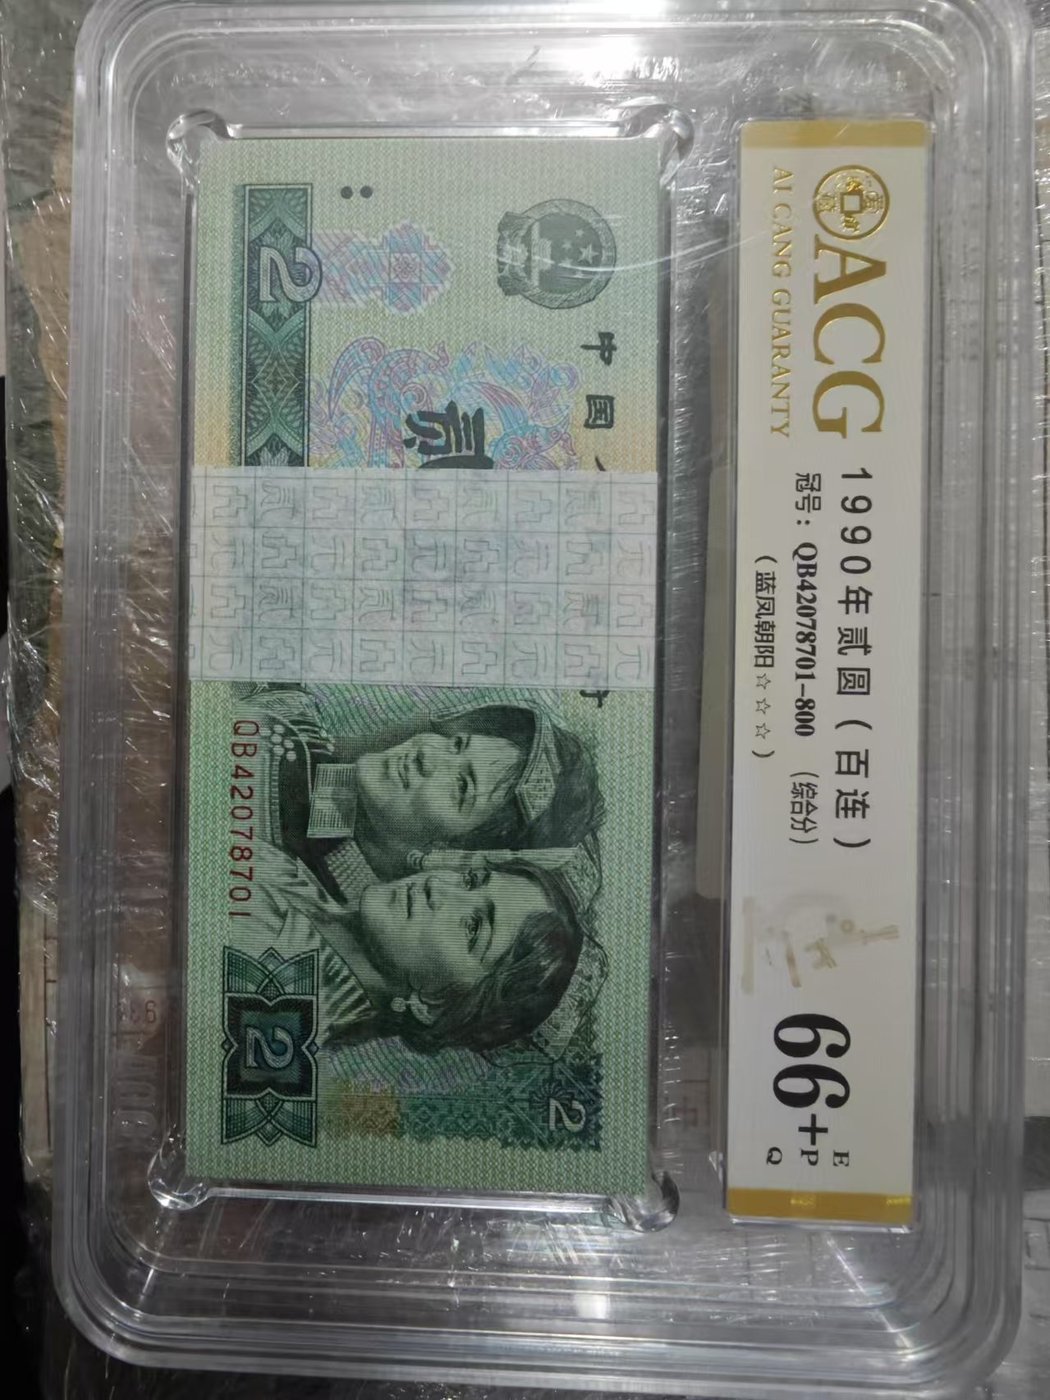 ACG
AI CANG GUARANTY
1990年贰圆（百连）
冠号：QB42078701-800 （综合分）
（蓝凤朝阳☆☆☆）
66+
E
P
Q
中国
贰
2
QB42078701
2
2